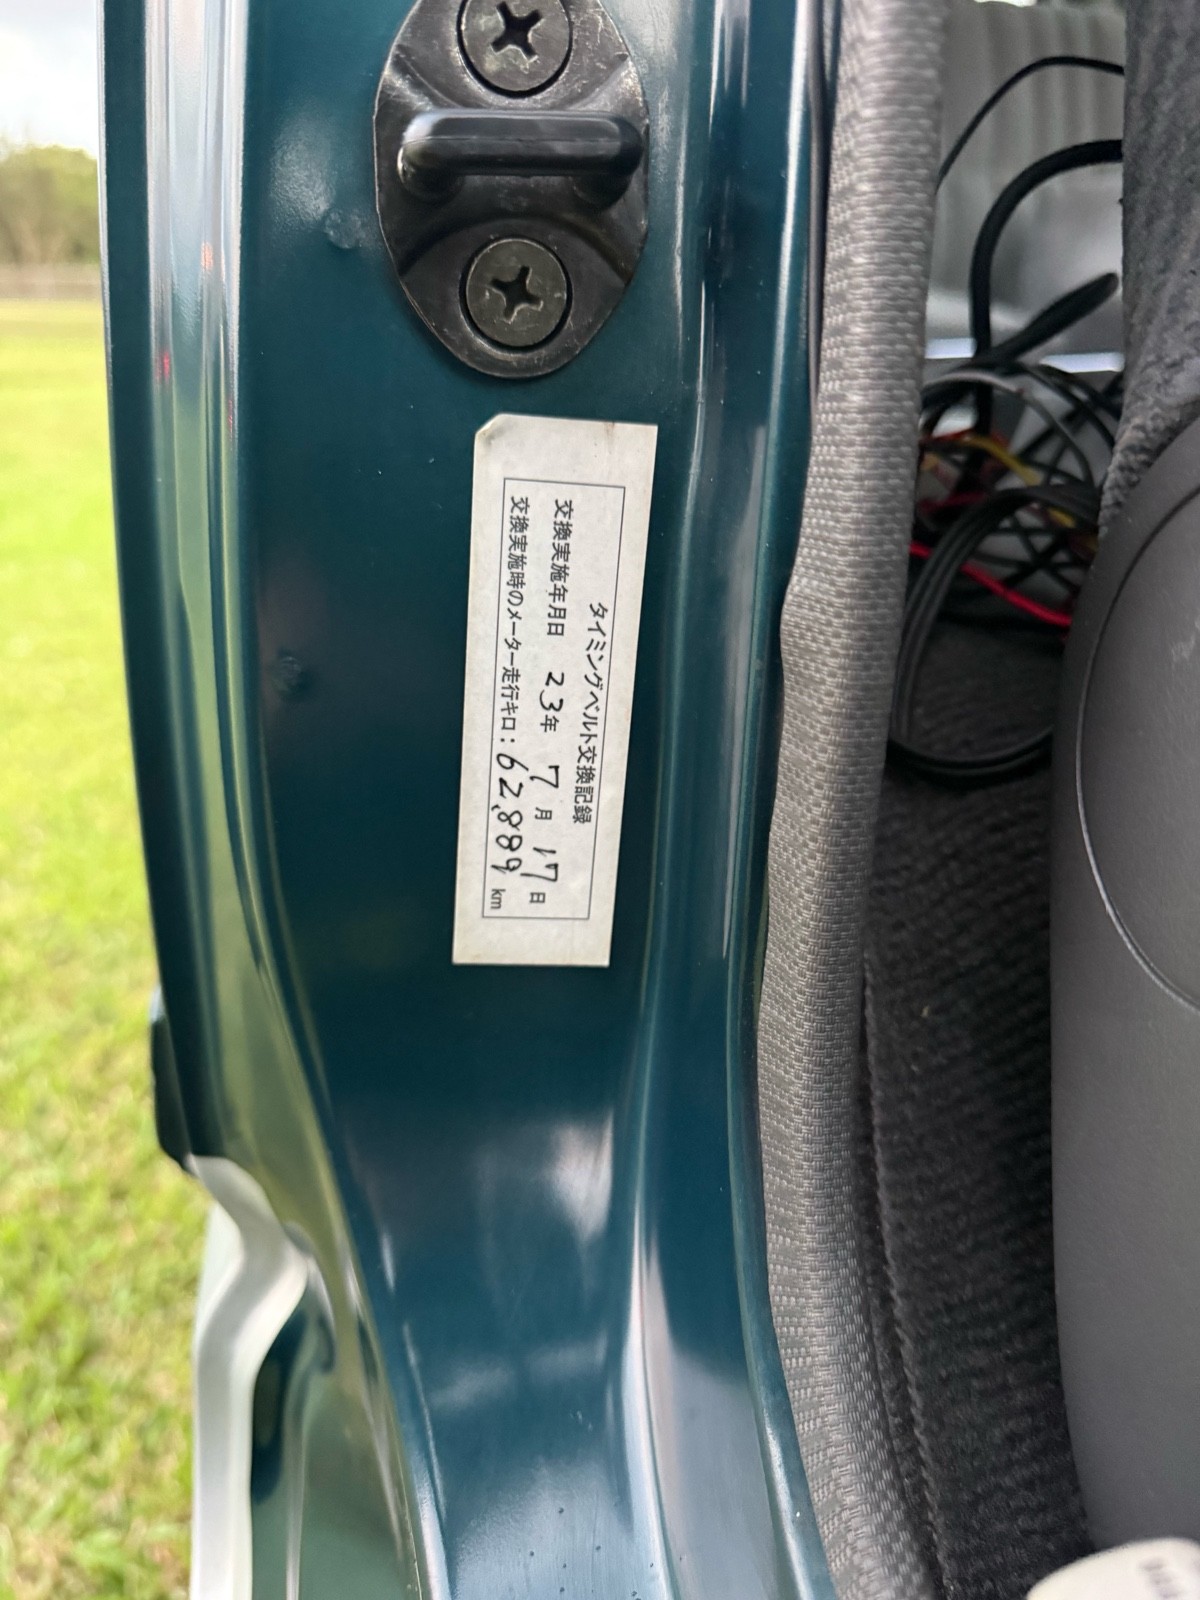 タイミングベルト交換記録
交換実施年月日 23年 7月 17日
交換実施時のメーター走行キロ：62,889 km